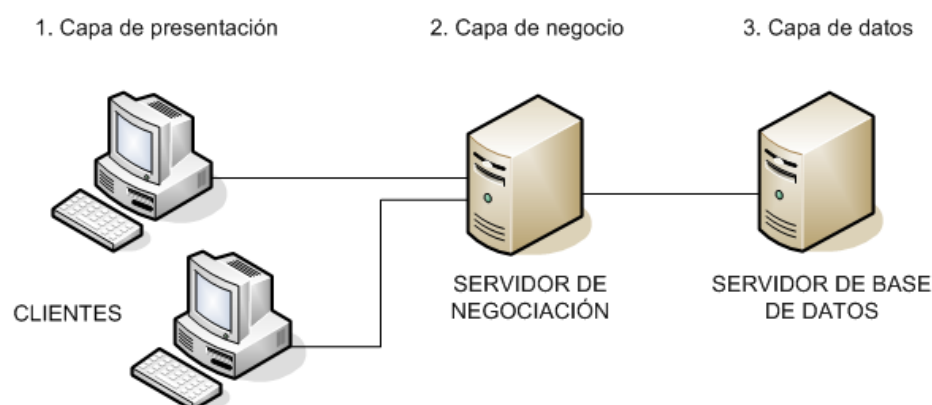 1. Capa de presentación
2. Capa de negocio
3. Capa de datos
CLIENTES
SERVIDOR DE
NEGOCIACIÓN
SERVIDOR DE BASE
DE DATOS